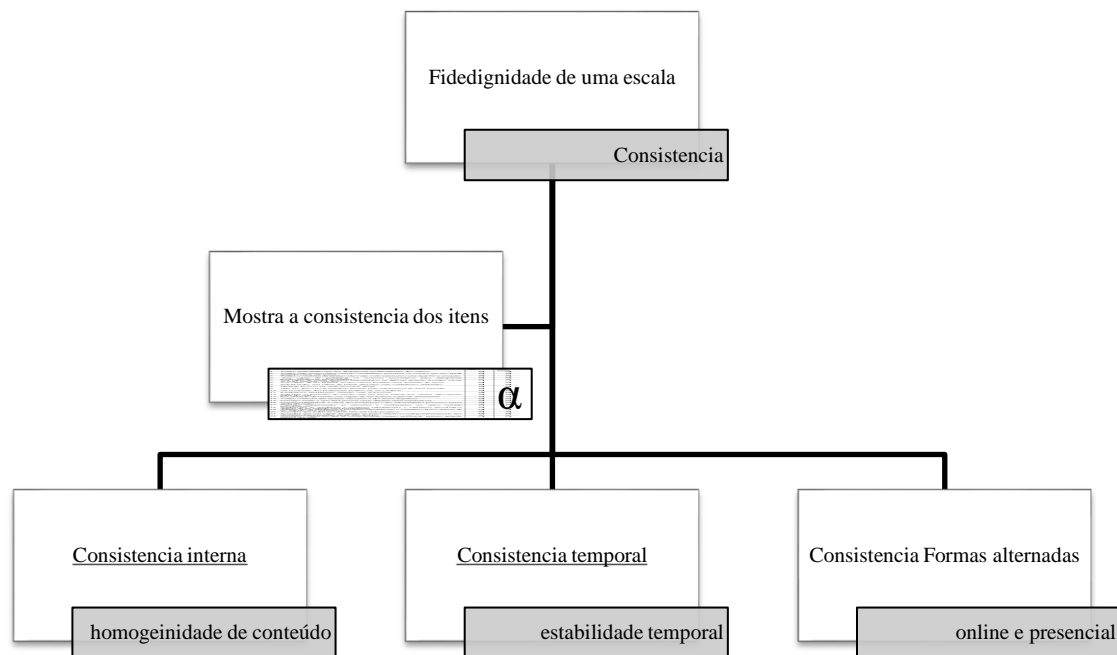 Fidedignidade de uma escala
Consistencia
Mostra a consistencia dos itens
α
Consistencia interna
homogeinidade de conteúdo
Consistencia temporal
estabilidade temporal
Consistencia Formas alternadas
online e presencial